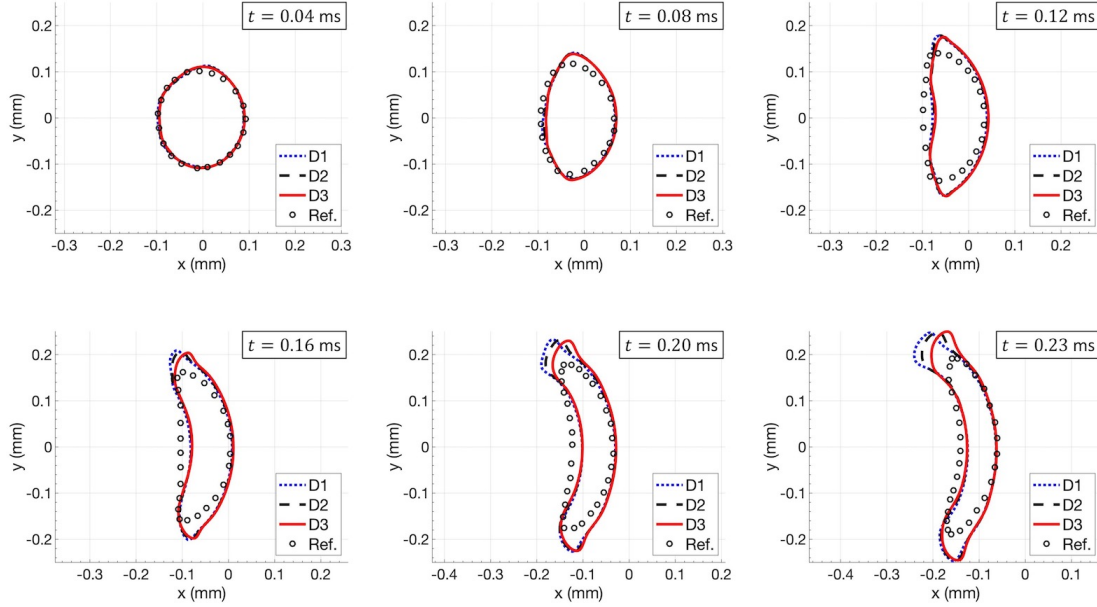 t = 0.04 ms
y (mm)
0.2
0.1
0
-0.1
-0.2
D1
D2
D3
Ref.
-0.3 -0.2 -0.1 0 0.1 0.2 0.3
x (mm)
t = 0.08 ms
y (mm)
0.2
0.1
0
-0.1
-0.2
D1
D2
D3
Ref.
-0.3 -0.2 -0.1 0 0.1 0.2 0.3
x (mm)
t = 0.12 ms
y (mm)
0.2
0.1
0
-0.1
-0.2
D1
D2
D3
Ref.
-0.3 -0.2 -0.1 0 0.1 0.2
x (mm)
t = 0.16 ms
y (mm)
0.2
0.1
0
-0.1
-0.2
D1
D2
D3
Ref.
-0.3 -0.2 -0.1 0 0.1 0.2
x (mm)
t = 0.20 ms
y (mm)
0.2
0.1
0
-0.1
-0.2
D1
D2
D3
Ref.
-0.4 -0.3 -0.2 -0.1 0 0.1 0.2
x (mm)
t = 0.23 ms
y (mm)
0.2
0.1
0
-0.1
-0.2
D1
D2
D3
Ref.
-0.4 -0.3 -0.2 -0.1 0 0.1
x (mm)